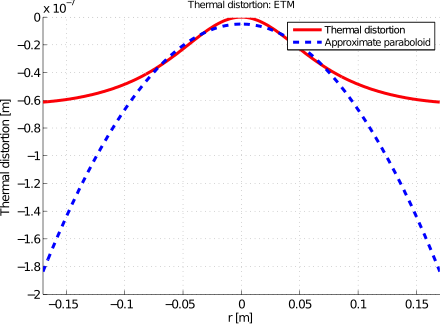 x 10⁻⁷
Thermal distortion: ETM
0
−0.2
−0.4
−0.6
−0.8
−1
−1.2
−1.4
−1.6
−1.8
−2
Thermal distortion [m]
Thermal distortion
Approximate paraboloid
−0.15 −0.1 −0.05 0 0.05 0.1 0.15
r [m]